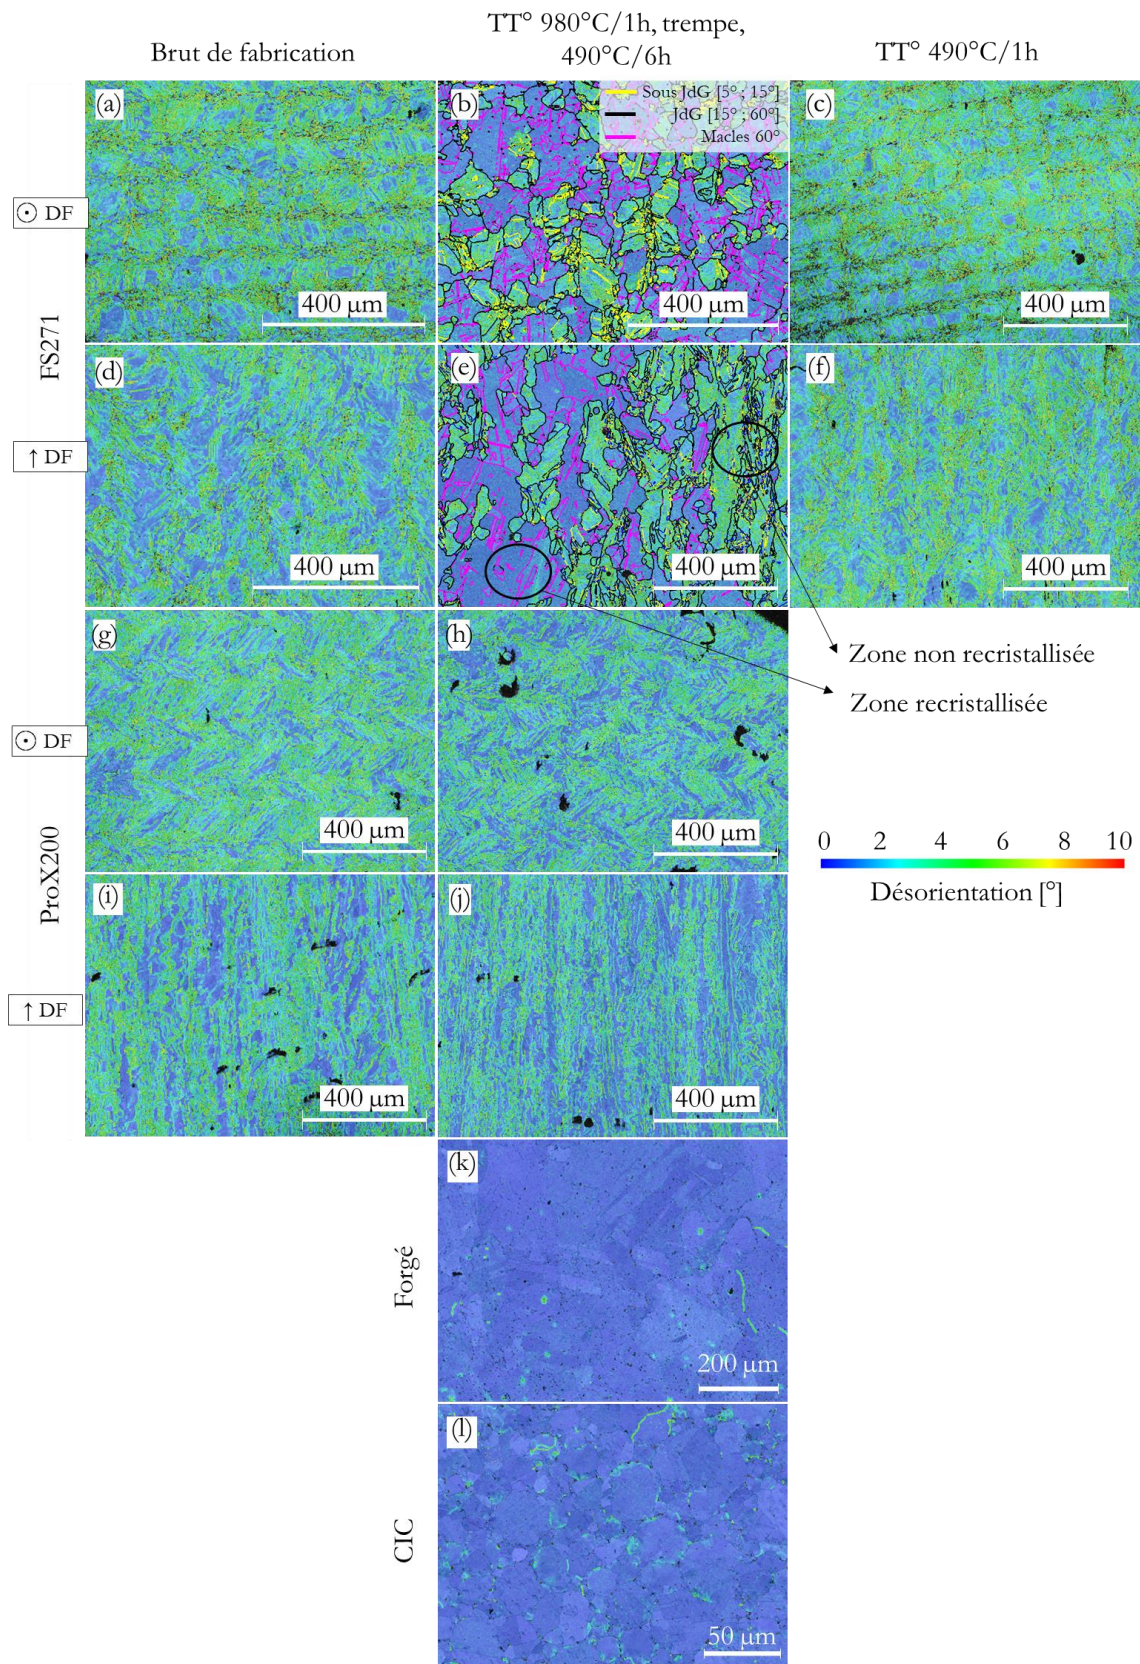 Brut de fabrication
TT° 980°C/1h, trempe,
490°C/6h
TT° 490°C/1h
FS271
⊙ DF
(a)
400 µm
(b)
Sous JdG [5° ; 15°]
JdG [15° ; 60°]
Macles 60°
400 µm
(c)
400 µm
↑ DF
(d)
400 µm
(e)
400 µm
(f)
400 µm
Zone non recristallisée
Zone recristallisée
ProX200
⊙ DF
(g)
400 µm
(h)
400 µm
0 2 4 6 8 10
Désorientation [°]
↑ DF
(i)
400 µm
(j)
400 µm
Forgé
(k)
200 µm
CIC
(l)
50 µm